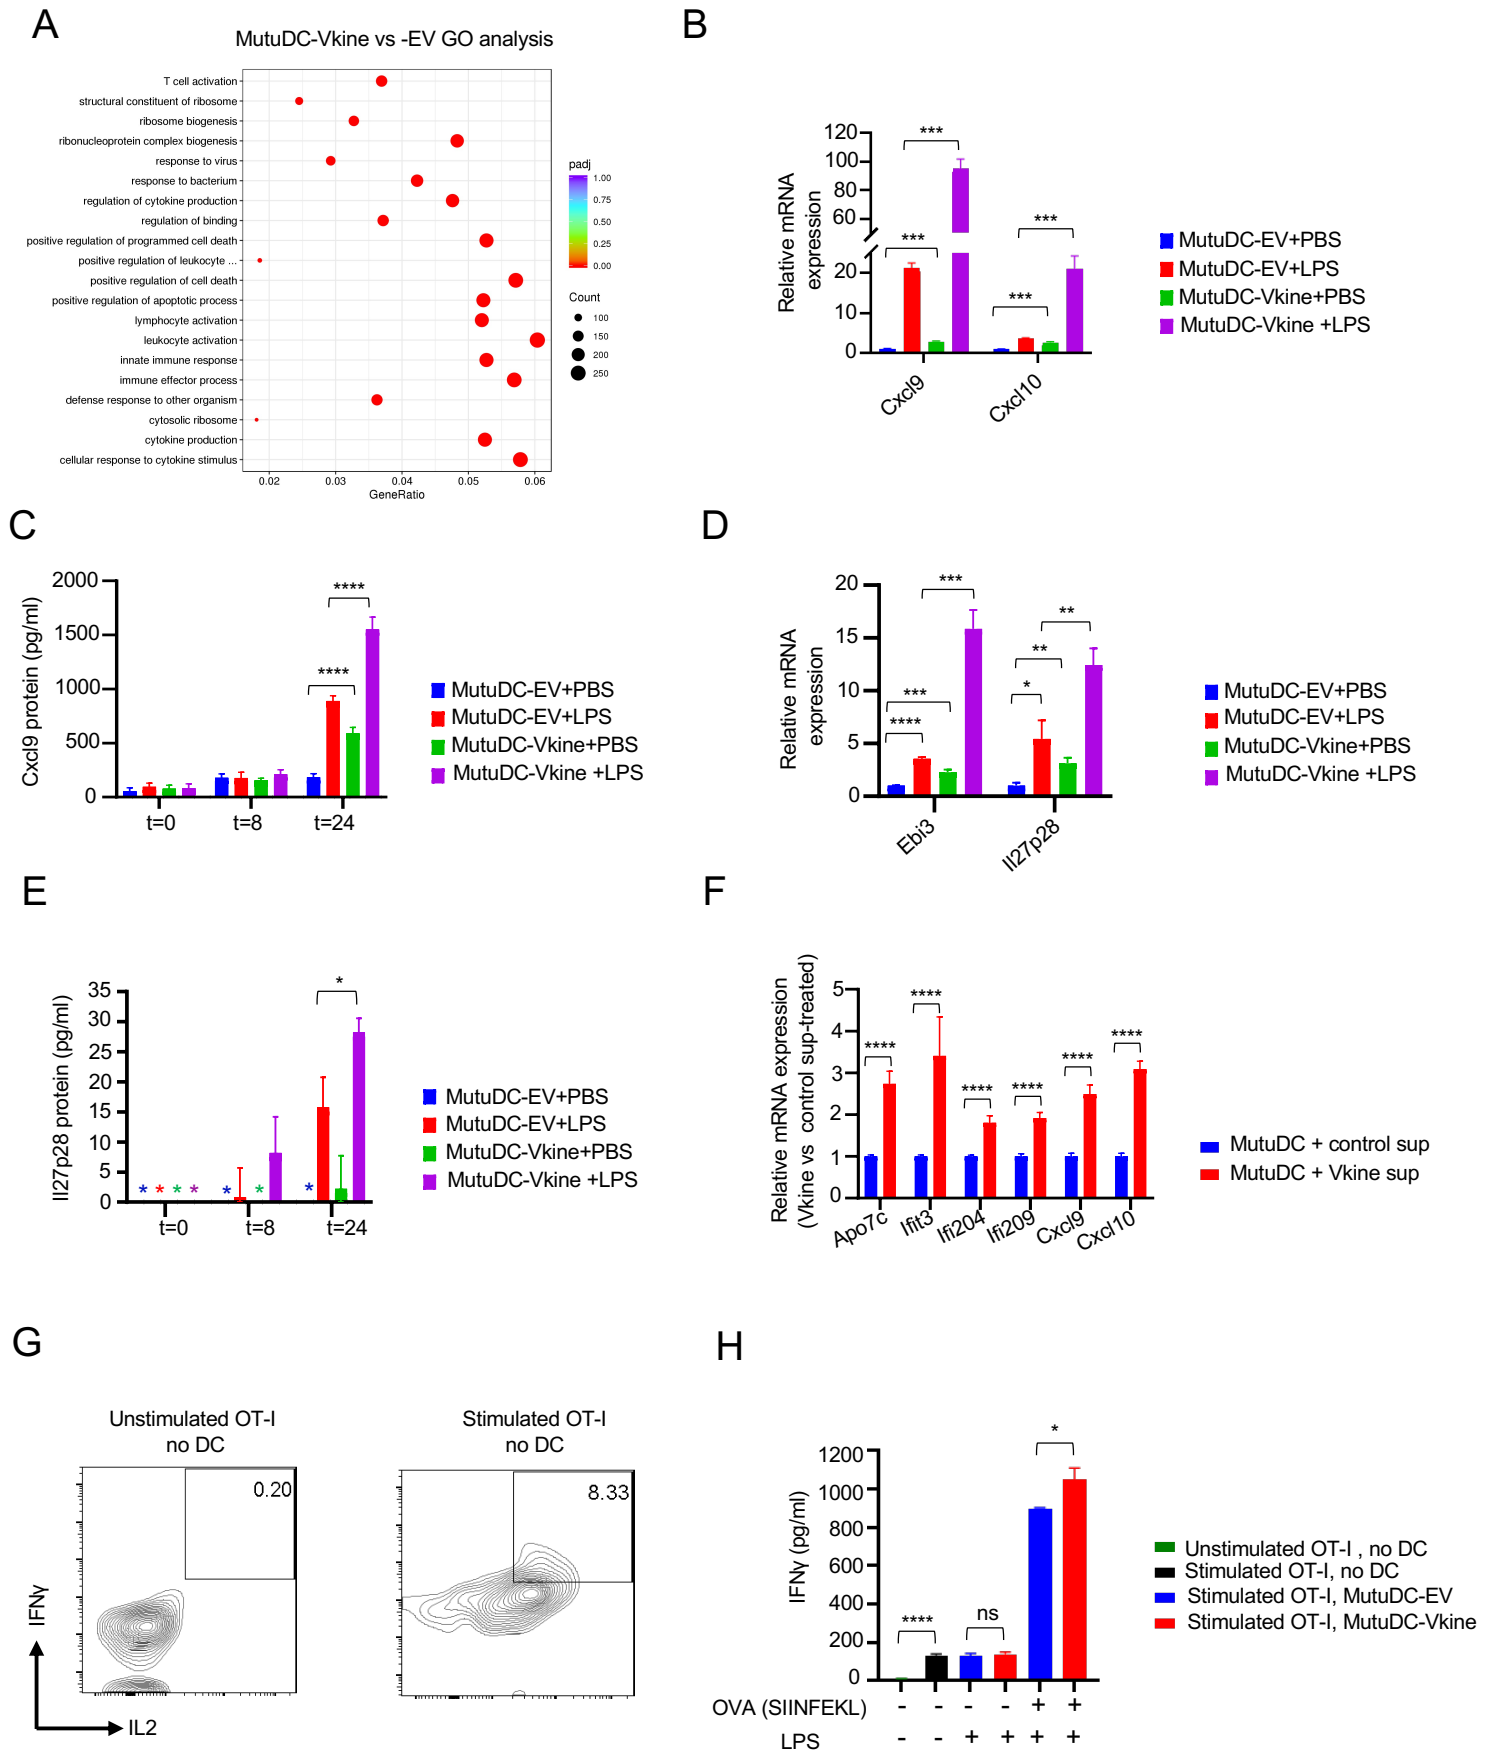 A
MutuDC-Vkine vs -EV GO analysis
T cell activation
structural constituent of ribosome
ribosome biogenesis
ribonucleoprotein complex biogenesis
response to virus
response to bacterium
regulation of cytokine production
regulation of binding
positive regulation of programmed cell death
positive regulation of leukocyte ...
positive regulation of cell death
positive regulation of apoptotic process
lymphocyte activation
leukocyte activation
innate immune response
immune effector process
defense response to other organism
cytosolic ribosome
cytokine production
cellular response to cytokine stimulus
0.02 0.03 0.04 0.05 0.06
GeneRatio
padj
1.00
0.75
0.50
0.25
0.00
Count
100
150
200
250
B
Relative mRNA
expression
120
100
80
60
20
10
0
*** *** *** ***
Cxcl9 Cxcl10
MutuDC-EV+PBS
MutuDC-EV+LPS
MutuDC-Vkine+PBS
MutuDC-Vkine +LPS
C
Cxcl9 protein (pg/ml)
2000
1500
1000
500
0
**** ****
t=0 t=8 t=24
MutuDC-EV+PBS
MutuDC-EV+LPS
MutuDC-Vkine+PBS
MutuDC-Vkine +LPS
D
Relative mRNA
expression
20
15
10
5
0
**** *** *** * ** **
Ebi3 Il27p28
MutuDC-EV+PBS
MutuDC-EV+LPS
MutuDC-Vkine+PBS
MutuDC-Vkine +LPS
E
Il27p28 protein (pg/ml)
35
30
25
20
15
10
5
0
* * * * * * * *
t=0 t=8 t=24
MutuDC-EV+PBS
MutuDC-EV+LPS
MutuDC-Vkine+PBS
MutuDC-Vkine +LPS
F
Relative mRNA expression
(Vkine vs control sup-treated)
5
4
3
2
1
0
**** **** **** **** **** ****
Apo7c Ifit3 Ifi204 Ifi209 Cxcl9 Cxcl10
MutuDC + control sup
MutuDC + Vkine sup
G
Unstimulated OT-I
no DC
0.20
Stimulated OT-I
no DC
8.33
IFNγ
IL2
H
IFNγ (pg/ml)
1200
1000
800
600
400
200
0
**** ns *
OVA (SIINFEKL) - - - - + +
LPS - - + + + +
Unstimulated OT-I , no DC
Stimulated OT-I, no DC
Stimulated OT-I, MutuDC-EV
Stimulated OT-I, MutuDC-Vkine